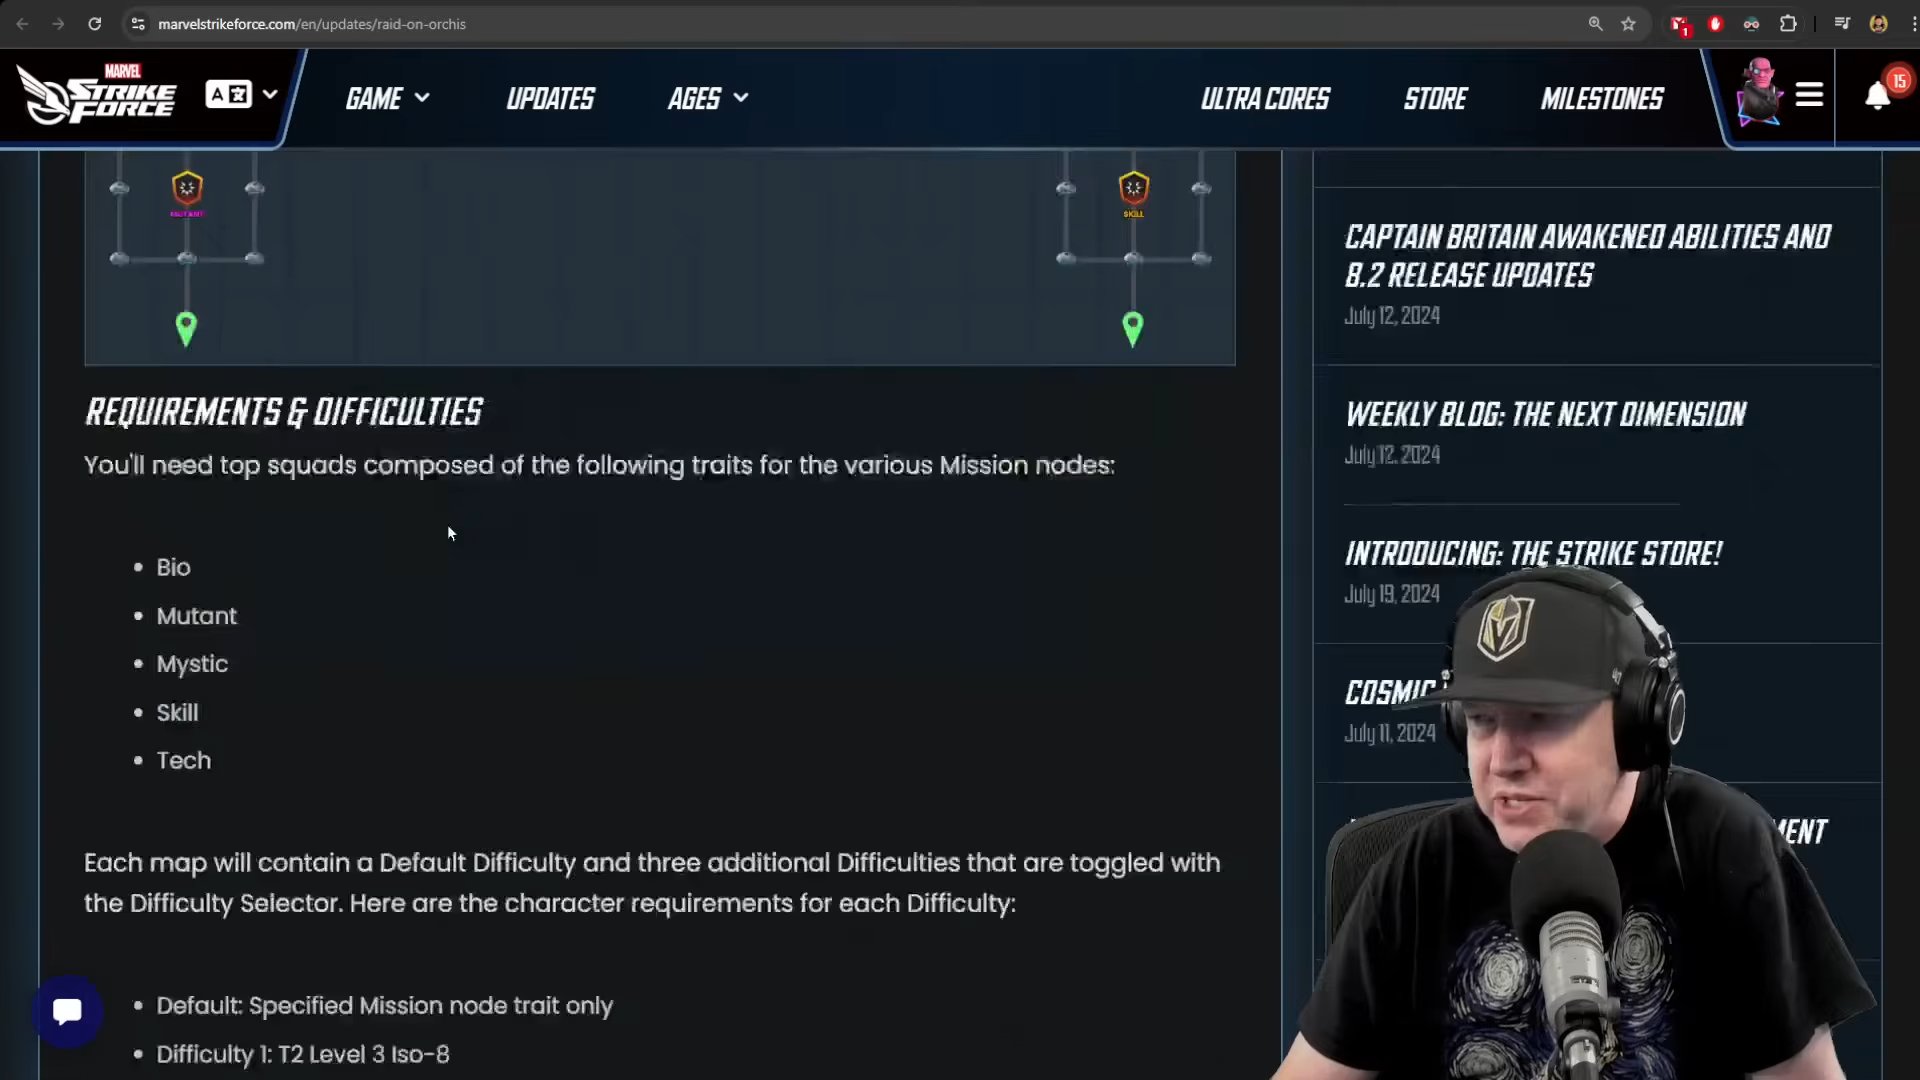 marvelstrikeforce.com/en/updates/raid-on-orchis
1
MARVEL
STRIKE
FORCE
A
GAME
UPDATES
AGES
ULTRA CORES
STORE
MILESTONES
15
MUTANT
SKILL
REQUIREMENTS & DIFFICULTIES
You'll need top squads composed of the following traits for the various Mission nodes:
• Bio
• Mutant
• Mystic
• Skill
• Tech
Each map will contain a Default Difficulty and three additional Difficulties that are toggled with
the Difficulty Selector. Here are the character requirements for each Difficulty:
• Default: Specified Mission node trait only
• Difficulty 1: T2 Level 3 Iso-8
CAPTAIN BRITAIN AWAKENED ABILITIES AND
8.2 RELEASE UPDATES
July 12, 2024
WEEKLY BLOG: THE NEXT DIMENSION
July 12, 2024
INTRODUCING: THE STRIKE STORE!
July 19, 2024
COSMIC
July 11, 2024